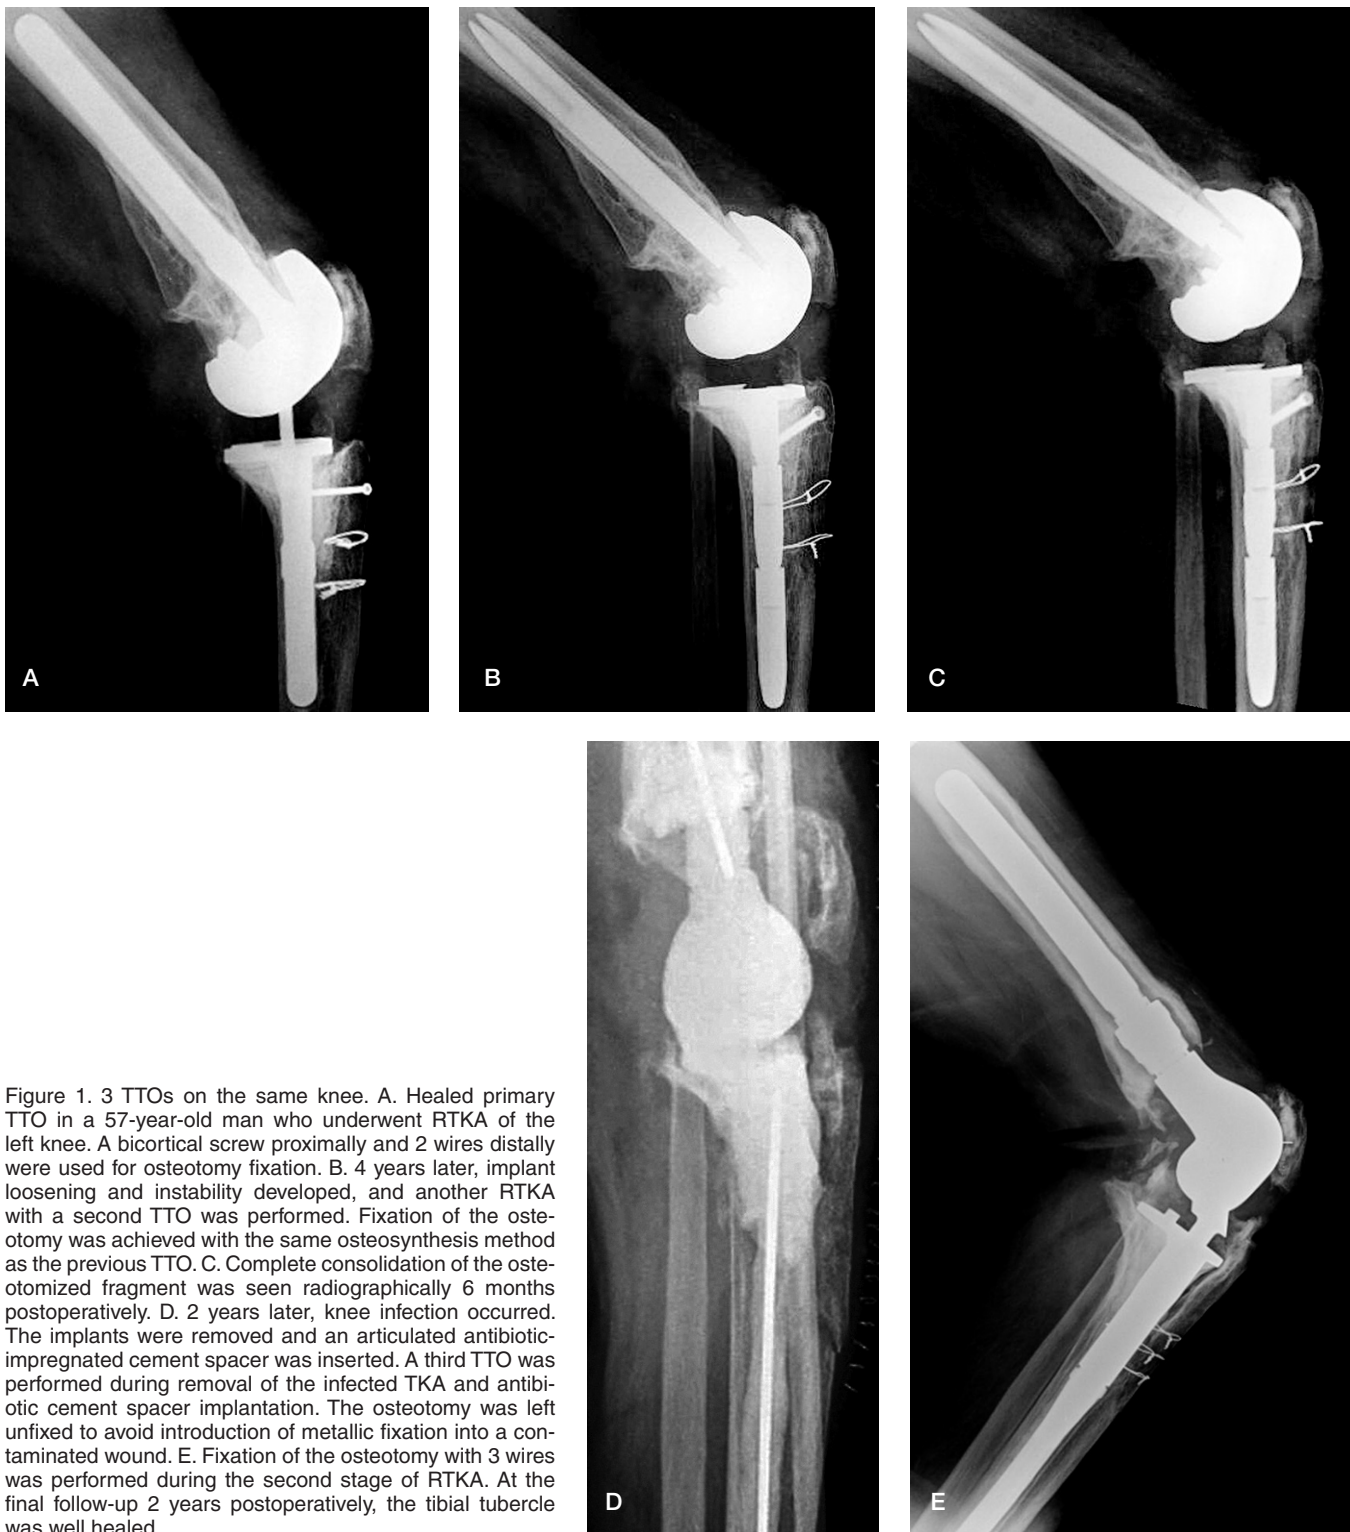 A
B
C
Figure 1. 3 TTOs on the same knee. A. Healed primary
TTO in a 57-year-old man who underwent RTKA of the
left knee. A bicortical screw proximally and 2 wires distally
were used for osteotomy fixation. B. 4 years later, implant
loosening and instability developed, and another RTKA
with a second TTO was performed. Fixation of the oste-
otomy was achieved with the same osteosynthesis method
as the previous TTO. C. Complete consolidation of the oste-
otomized fragment was seen radiographically 6 months
postoperatively. D. 2 years later, knee infection occurred.
The implants were removed and an articulated antibiotic-
impregnated cement spacer was inserted. A third TTO was
performed during removal of the infected TKA and antibi-
otic cement spacer implantation. The osteotomy was left
unfixed to avoid introduction of metallic fixation into a con-
taminated wound. E. Fixation of the osteotomy with 3 wires
was performed during the second stage of RTKA. At the
final follow-up 2 years postoperatively, the tibial tubercle
was well healed
D
E